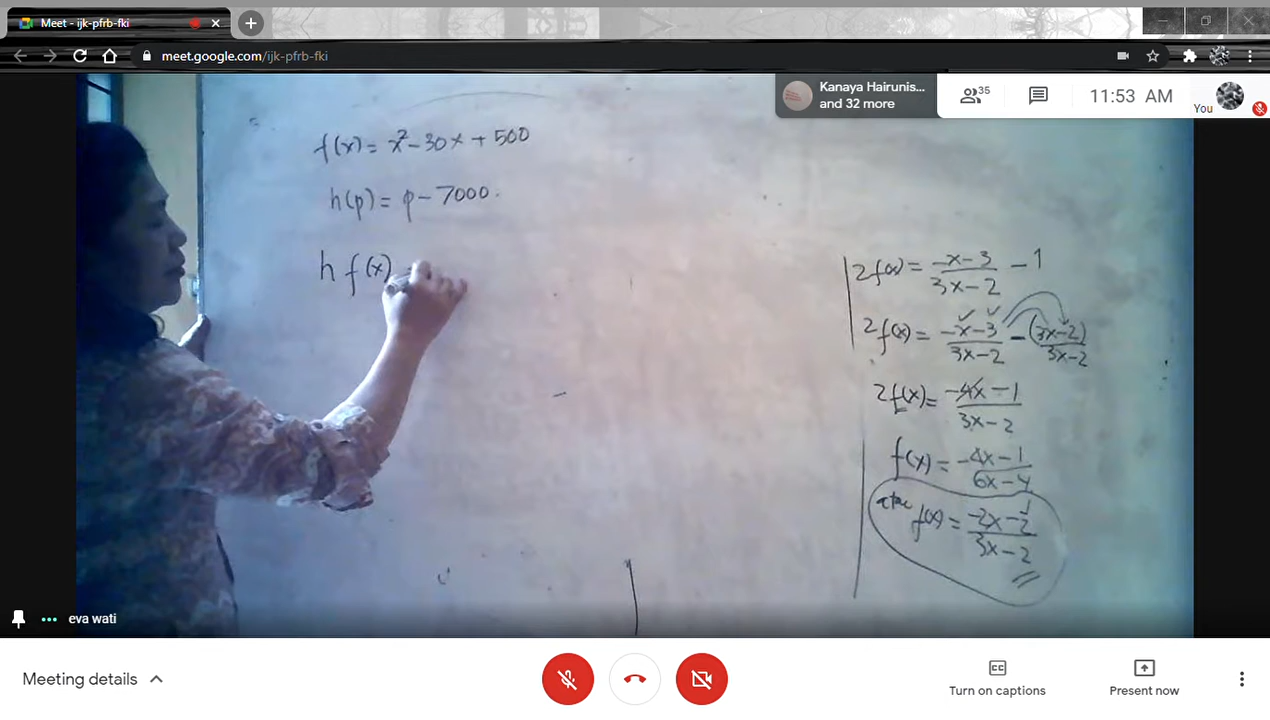 Meet - ijk-pfrb-fki
meet.google.com/ijk-pfrb-fki
Kanaya Hairunis...
and 32 more
35
11:53 AM
You
f(x) = x² - 30x + 500
h(p) = p - 7000.
h f(x) =
2f(x) = -x-3/3x-2 - 1
2f(x) = -x-3/3x-2 - (3x-2)/3x-2
2f(x) = -4x-1/3x-2
f(x) = -4x-1/6x-4
f(x) = -2x-1/2/3x-2
eva wati
Meeting details
Turn on captions
Present now